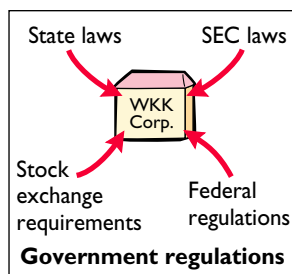 State laws
SEC laws
WKK
Corp.
Stock
exchange
requirements
Federal
regulations
Government regulations